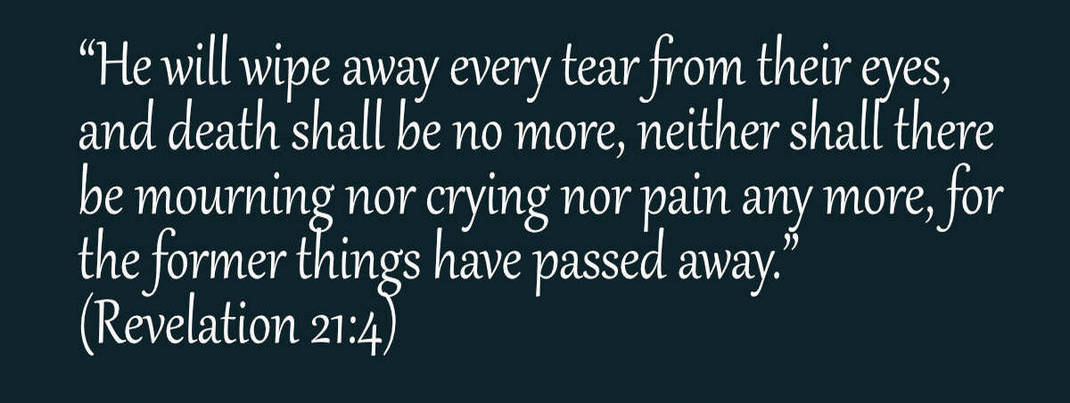 “He will wipe away every tear from their eyes,
and death shall be no more, neither shall there
be mourning nor crying nor pain any more, for
the former things have passed away.”
(Revelation 21:4)